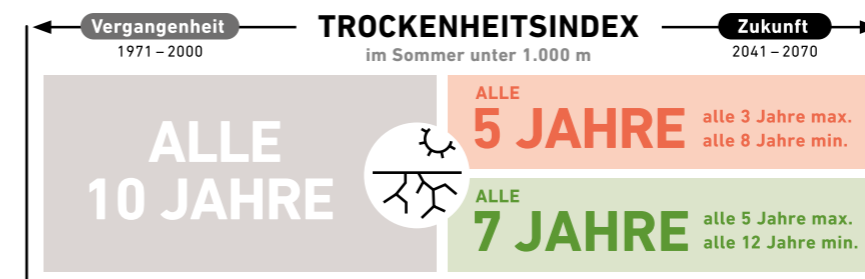 Vergangenheit
1971 – 2000
TROCKENHEITSINDEX
im Sommer unter 1.000 m
Zukunft
2041 – 2070
ALLE
10 JAHRE
ALLE
5 JAHRE
alle 3 Jahre max.
alle 8 Jahre min.
ALLE
7 JAHRE
alle 5 Jahre max.
alle 12 Jahre min.